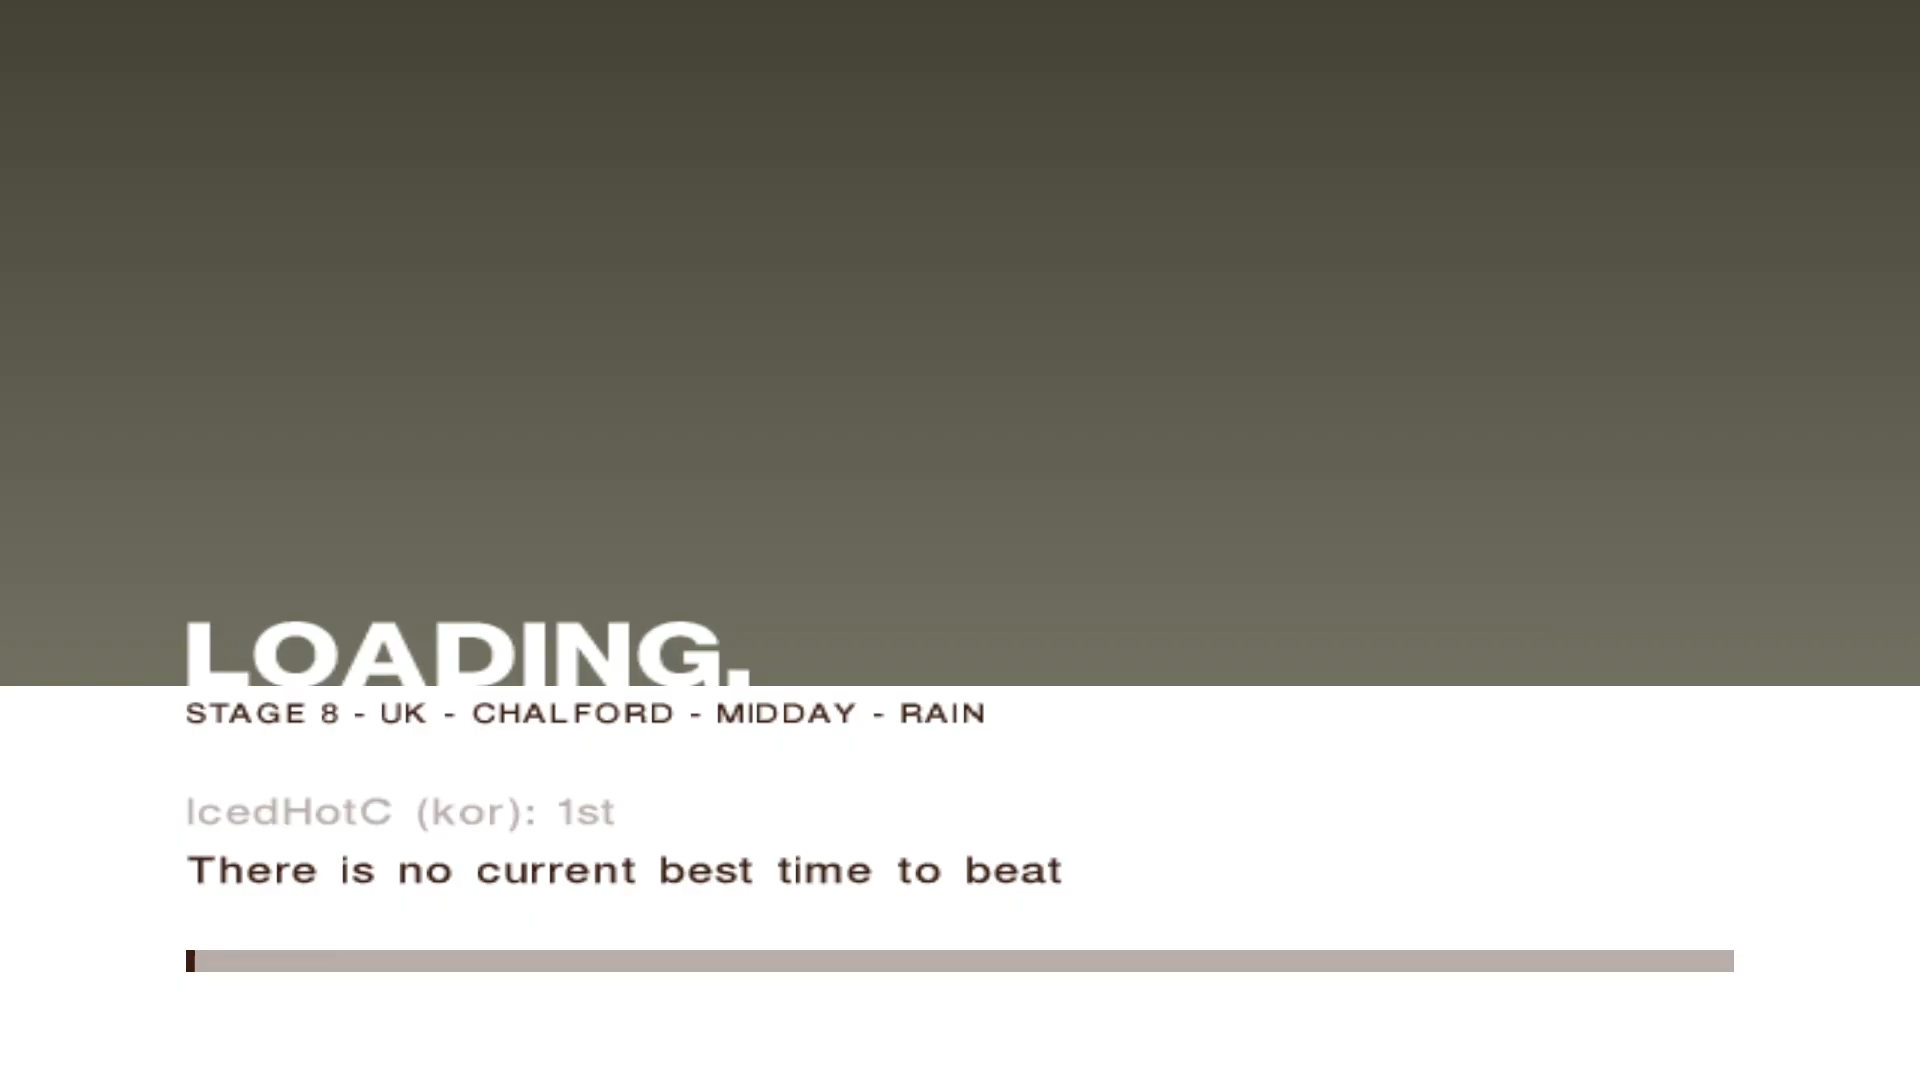 LOADING.
STAGE 8 - UK - CHALFORD - MIDDAY - RAIN
IcedHotC (kor): 1st
There is no current best time to beat